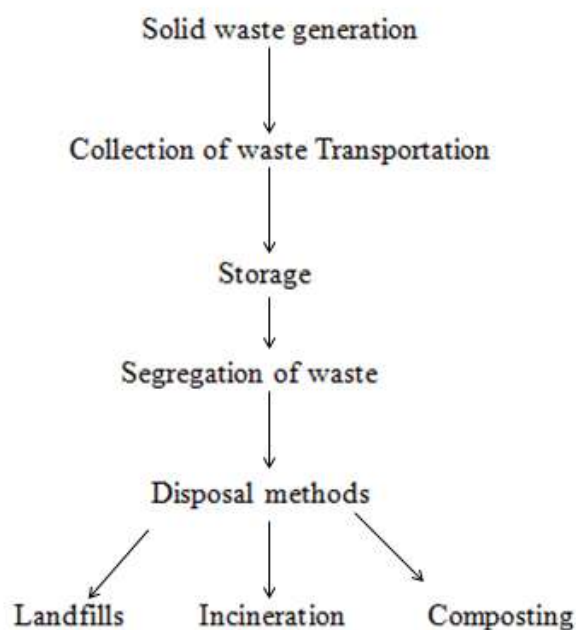 Solid waste generation
Collection of waste Transportation
Storage
Segregation of waste
Disposal methods
Landfills Incineration Composting